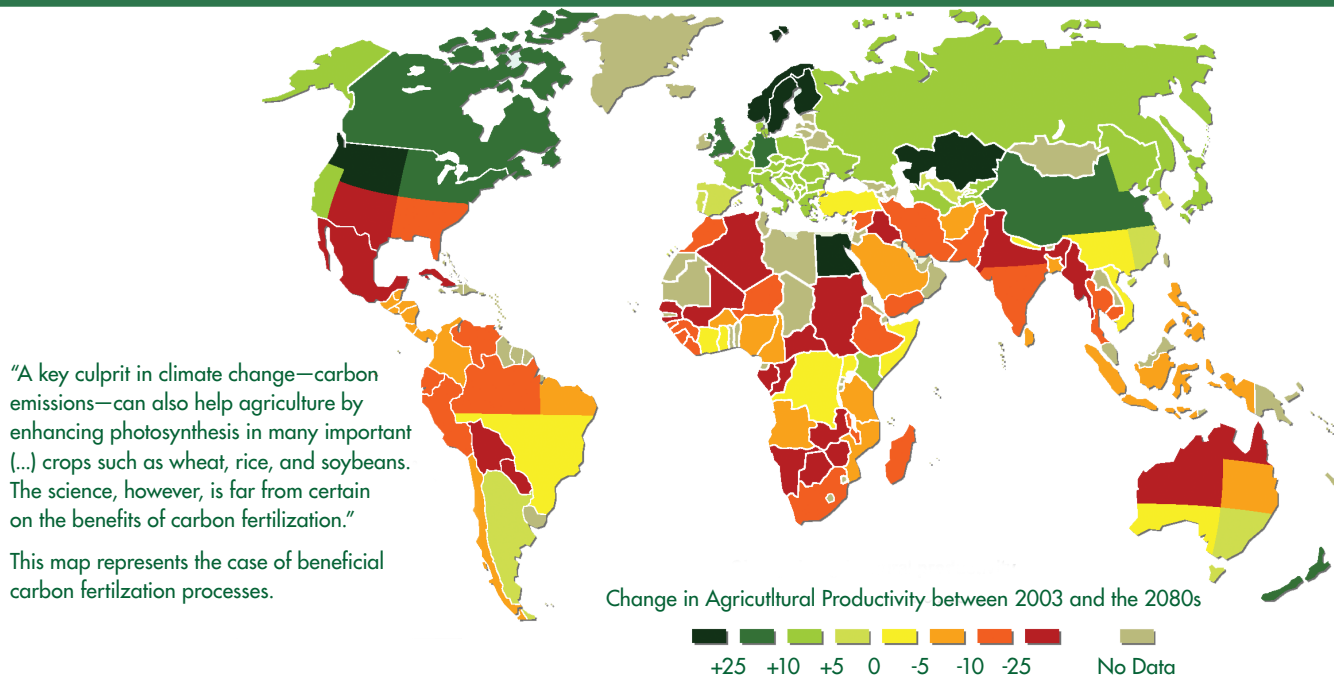 “A key culprit in climate change—carbon
emissions—can also help agriculture by
enhancing photosynthesis in many important
(...) crops such as wheat, rice, and soybeans.
The science, however, is far from certain
on the benefits of carbon fertilization.”
This map represents the case of beneficial
carbon fertilzation processes.
Change in Agricutltural Productivity between 2003 and the 2080s
+25 +10 +5 0 -5 -10 -25 No Data